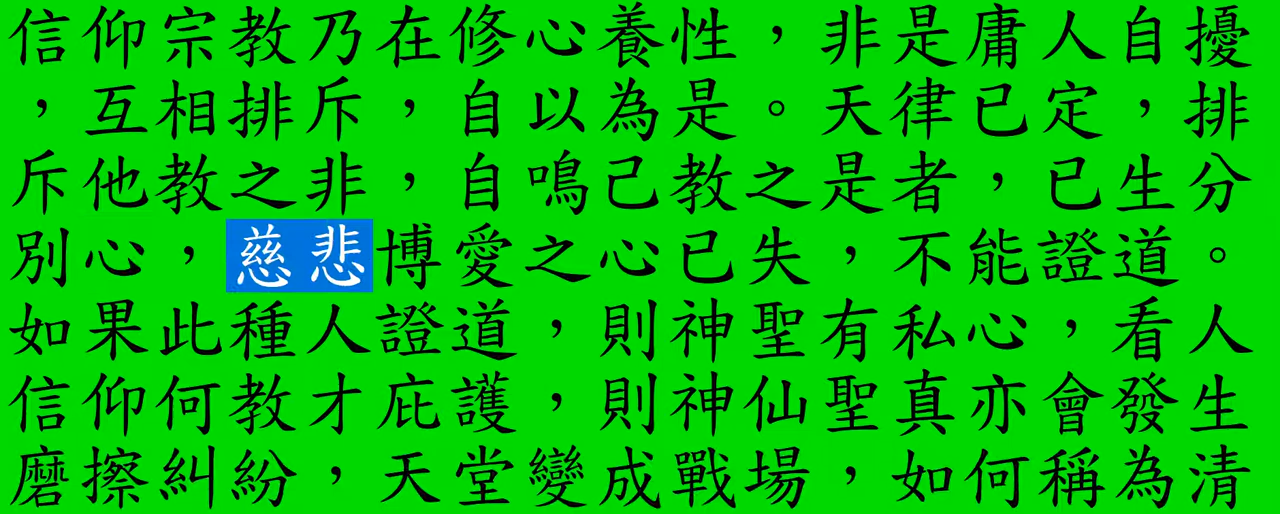 信仰宗教乃在修心養性，非是庸人自擾
，互相排斥，自以為是。天律已定，排
斥他教之非，自鳴己教之是者，已生分
別心，慈悲博愛之心已失，不能證道。
如果此種人證道，則神聖有私心，看人
信仰何教才庇護，則神仙聖真亦會發生
磨擦糾紛，天堂變成戰場，如何稱為清